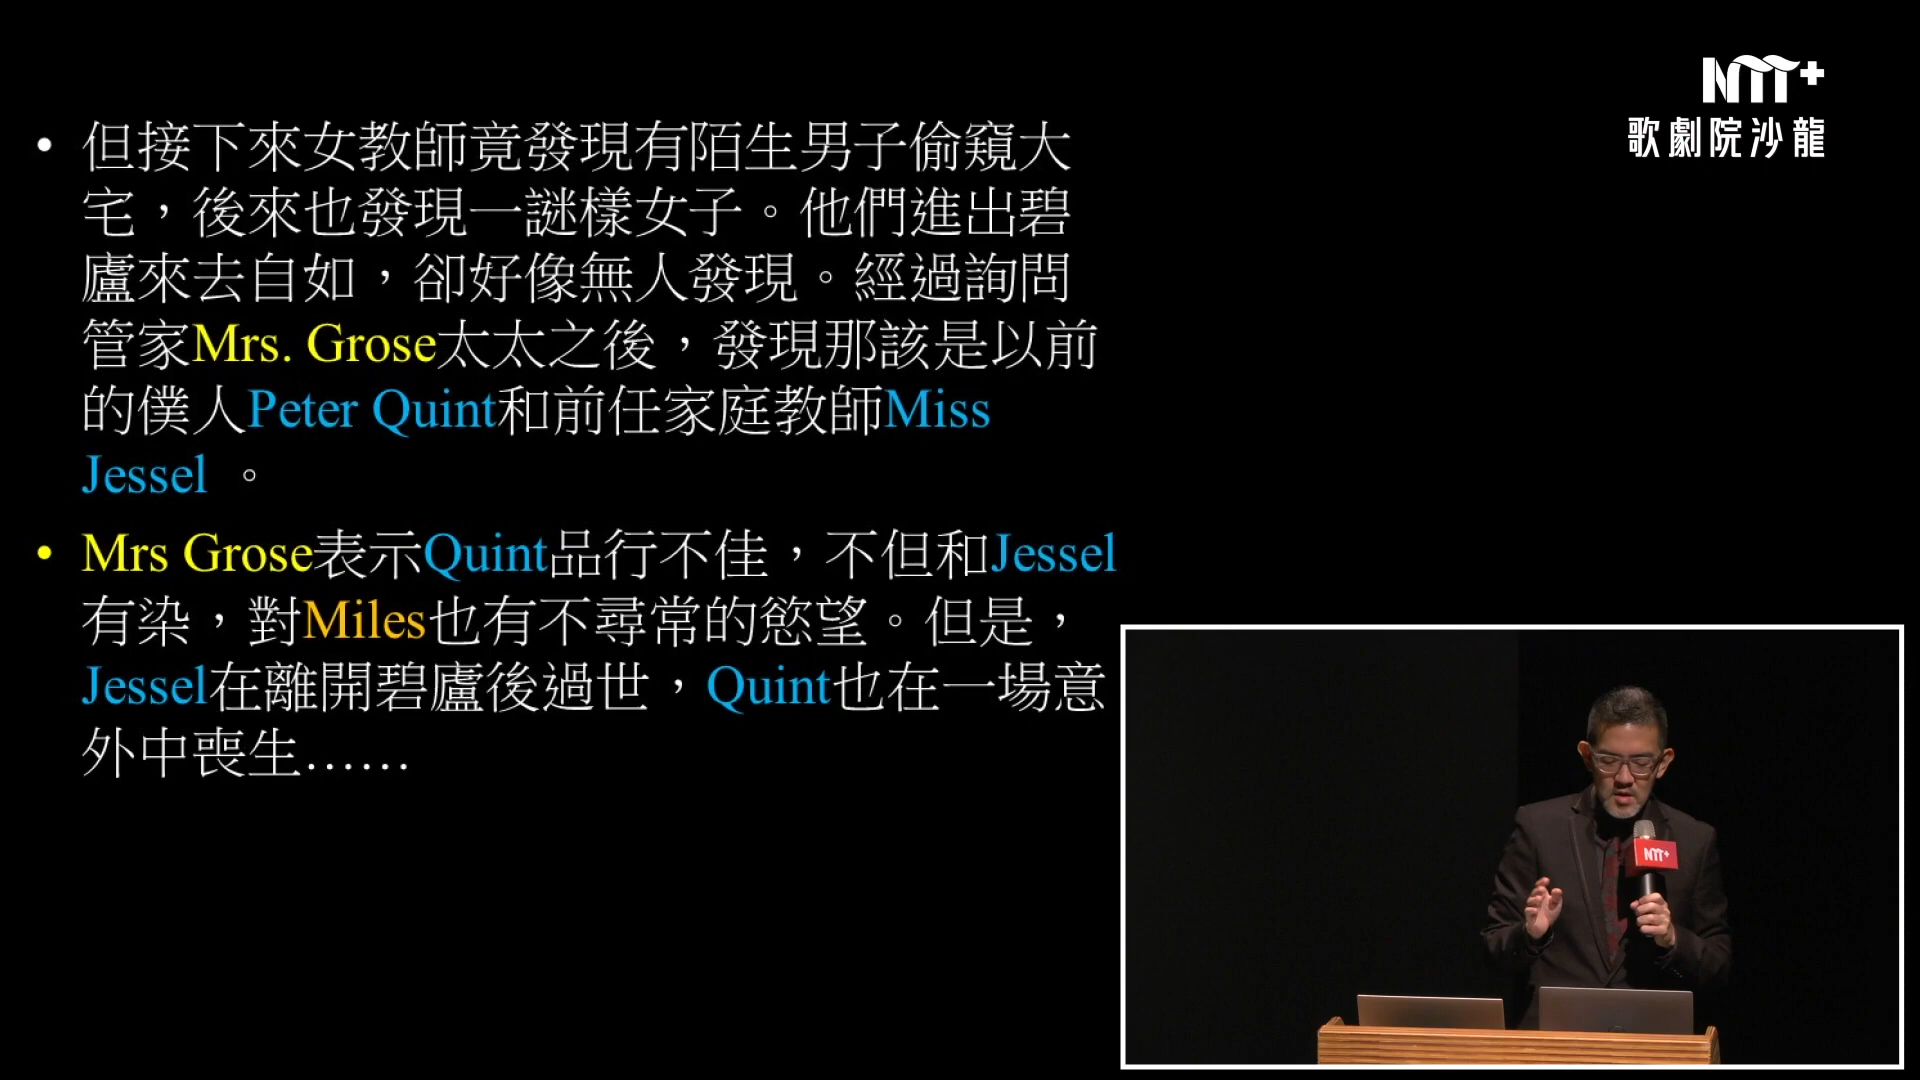 NTT+
歌劇院沙龍
• 但接下來女教師竟發現有陌生男子偷窺大
宅，後來也發現一謎樣女子。他們進出碧
廬來去自如，卻好像無人發現。經過詢問
管家Mrs. Grose太太之後，發現那該是以前
的僕人Peter Quint和前任家庭教師Miss
Jessel 。
• Mrs Grose表示Quint品行不佳，不但和Jessel
有染，對Miles也有不尋常的慾望。但是，
Jessel在離開碧廬後過世，Quint也在一場意
外中喪生……
NTT+